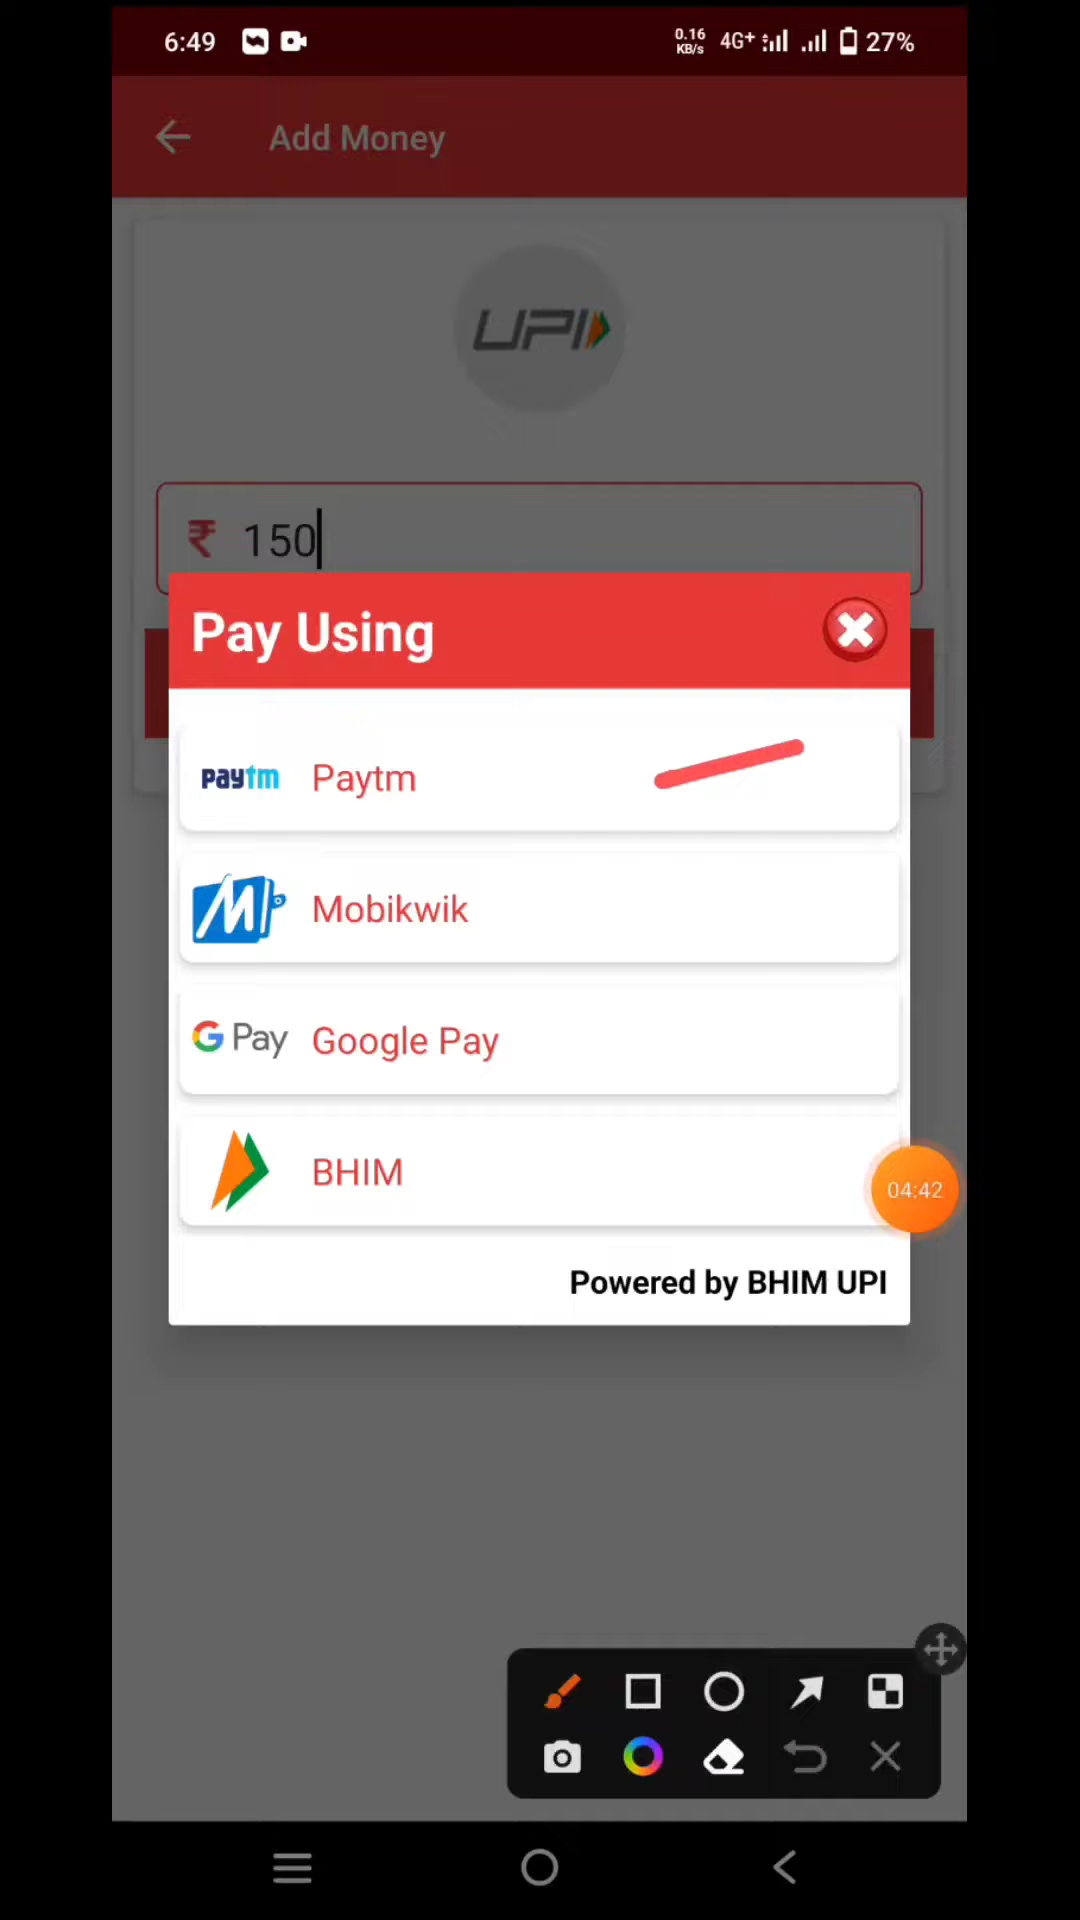 6:49 0.16 KB/s 4G+ 27%
Add Money
UPI
₹ 150
Pay Using
paytm Paytm
Mobikwik
G Pay Google Pay
BHIM
04:42
Powered by BHIM UPI